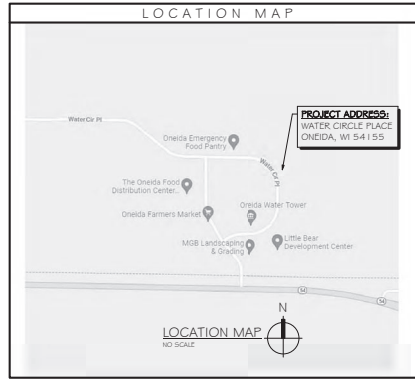 LOCATION MAP
Water Cir Pl
Oneida Emergency
Food Pantry
PROJECT ADDRESS:
WATER CIRCLE PLACE
ONEIDA, WI 54155
Water Cir Pl
The Oneida Food
Distribution Center...
Oneida Farmers Market
Oreida Water Tower
MGB Landscaping
& Grading
Little Bear
Development Center
54
54
N
LOCATION MAP
NO SCALE